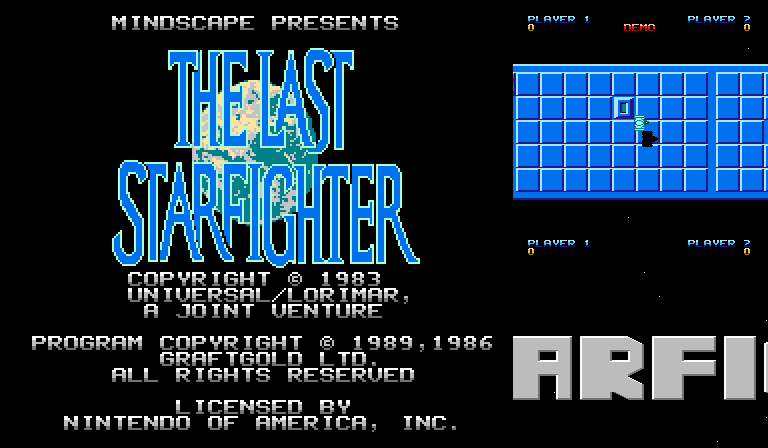 MINDSCAPE PRESENTS
THE LAST
STARFIGHTER
COPYRIGHT © 1983
UNIVERSAL/LORIMAR,
A JOINT VENTURE
PROGRAM COPYRIGHT © 1989,1986
GRAFTGOLD LTD.
ALL RIGHTS RESERVED
LICENSED BY
NINTENDO OF AMERICA, INC.
PLAYER 1 PLAYER 2
0 DEMO 0
PLAYER 1 PLAYER 2
0 0
ARFI